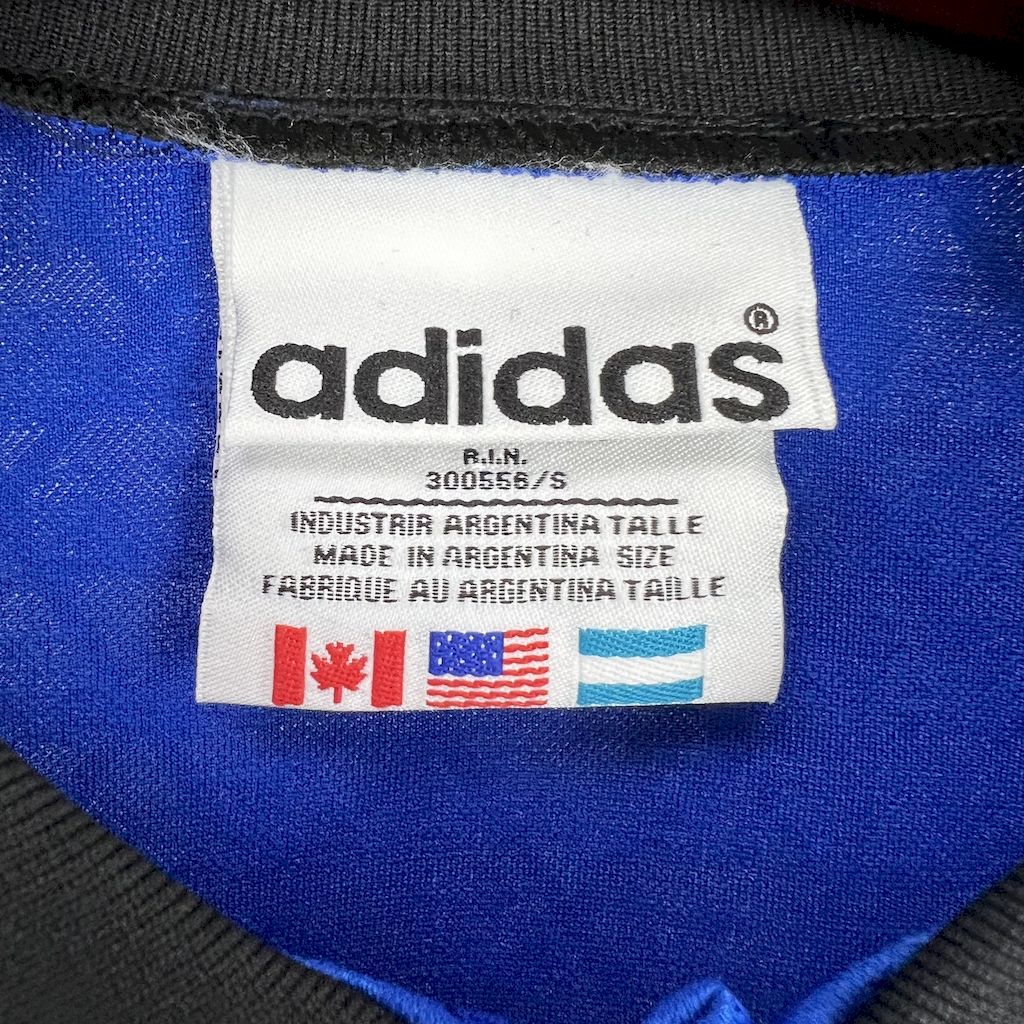 adidas®
R.I.N.
300556/S
INDUSTRIR ARGENTINA TALLE
MADE IN ARGENTINA SIZE
FABRIQUE AU ARGENTINA TAILLE